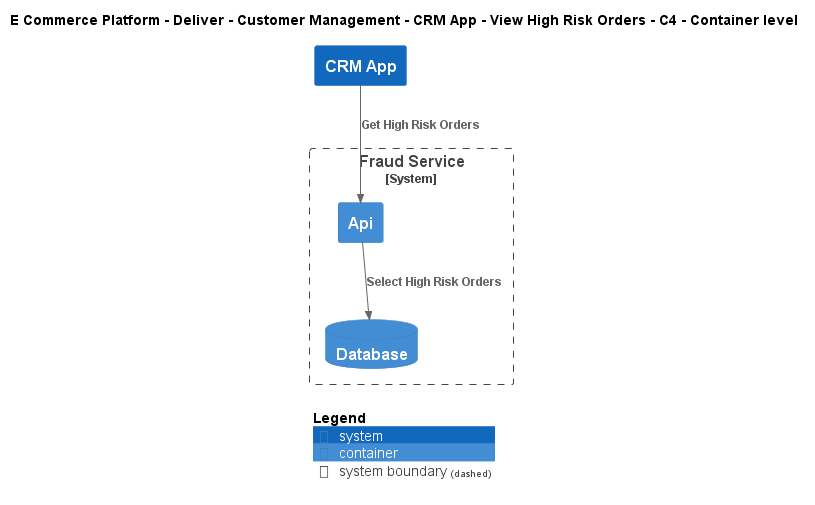 E Commerce Platform - Deliver - Customer Management - CRM App - View High Risk Orders - C4 - Container level
CRM App
Get High Risk Orders
Fraud Service
[System]
Api
Select High Risk Orders
Database
Legend
system
container
system boundary (dashed)